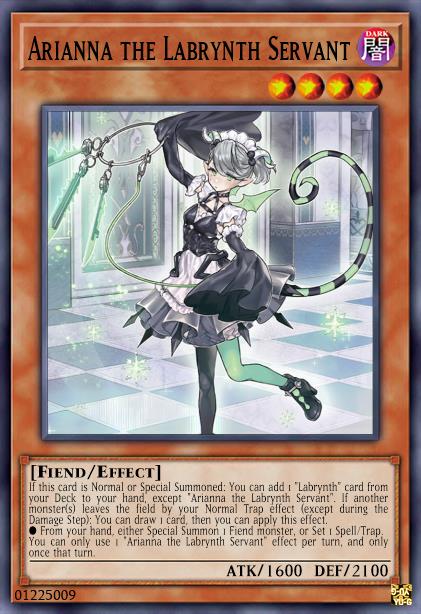 ARIANNA THE LABRYNTH SERVANT
DARK
闇
[FIEND/EFFECT]
If this card is Normal or Special Summoned: You can add 1 "Labrynth" card from
your Deck to your hand, except "Arianna the Labrynth Servant". If another
monster(s) leaves the field by your Normal Trap effect (except during the
Damage Step): You can draw 1 card, then you can apply this effect.
● From your hand, either Special Summon 1 Fiend monster, or Set 1 Spell/Trap.
You can only use 1 "Arianna the Labrynth Servant" effect per turn, and only
once that turn.
ATK/1600 DEF/2100
01225009